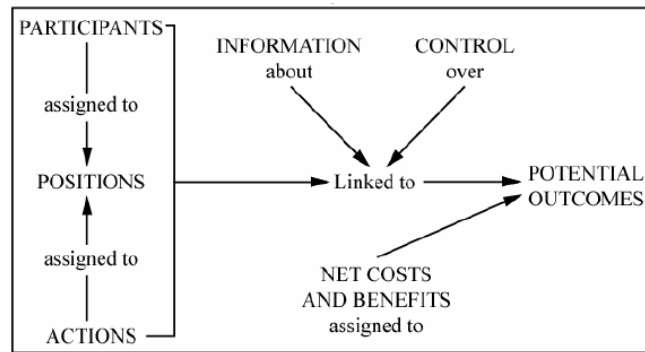 PARTICIPANTS
assigned to
POSITIONS
assigned to
ACTIONS
INFORMATION
about
CONTROL
over
Linked to
POTENTIAL
OUTCOMES
NET COSTS
AND BENEFITS
assigned to